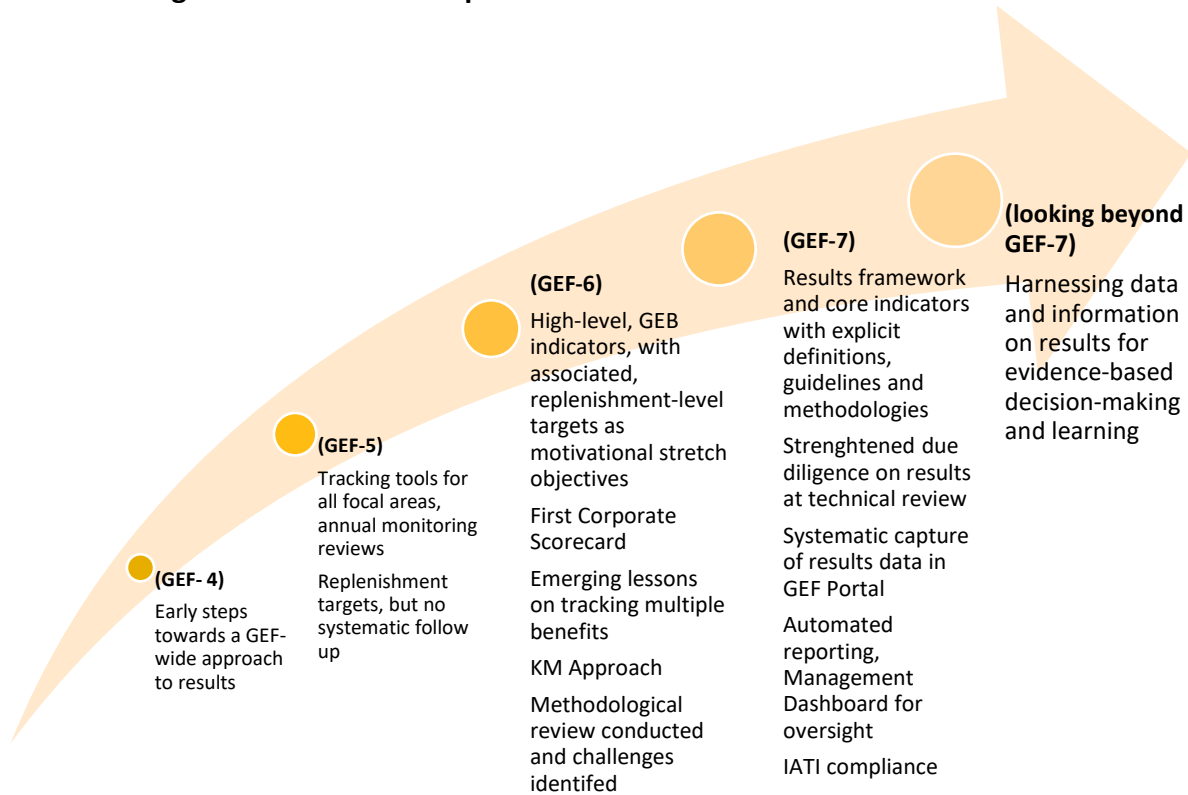 (GEF- 4)
Early steps
towards a GEF-
wide approach
to results
(GEF-5)
Tracking tools for
all focal areas,
annual monitoring
reviews
Replenishment
targets, but no
systematic follow
up
(GEF-6)
High-level, GEB
indicators, with
associated,
replenishment-level
targets as
motivational stretch
objectives
First Corporate
Scorecard
Emerging lessons
on tracking multiple
benefits
KM Approach
Methodological
review conducted
and challenges
identifed
(GEF-7)
Results framework
and core indicators
with explicit
definitions,
guidelines and
methodologies
Strenghtened due
diligence on results
at technical review
Systematic capture
of results data in
GEF Portal
Automated
reporting,
Management
Dashboard for
oversight
IATI compliance
(looking beyond
GEF-7)
Harnessing data
and information
on results for
evidence-based
decision-making
and learning